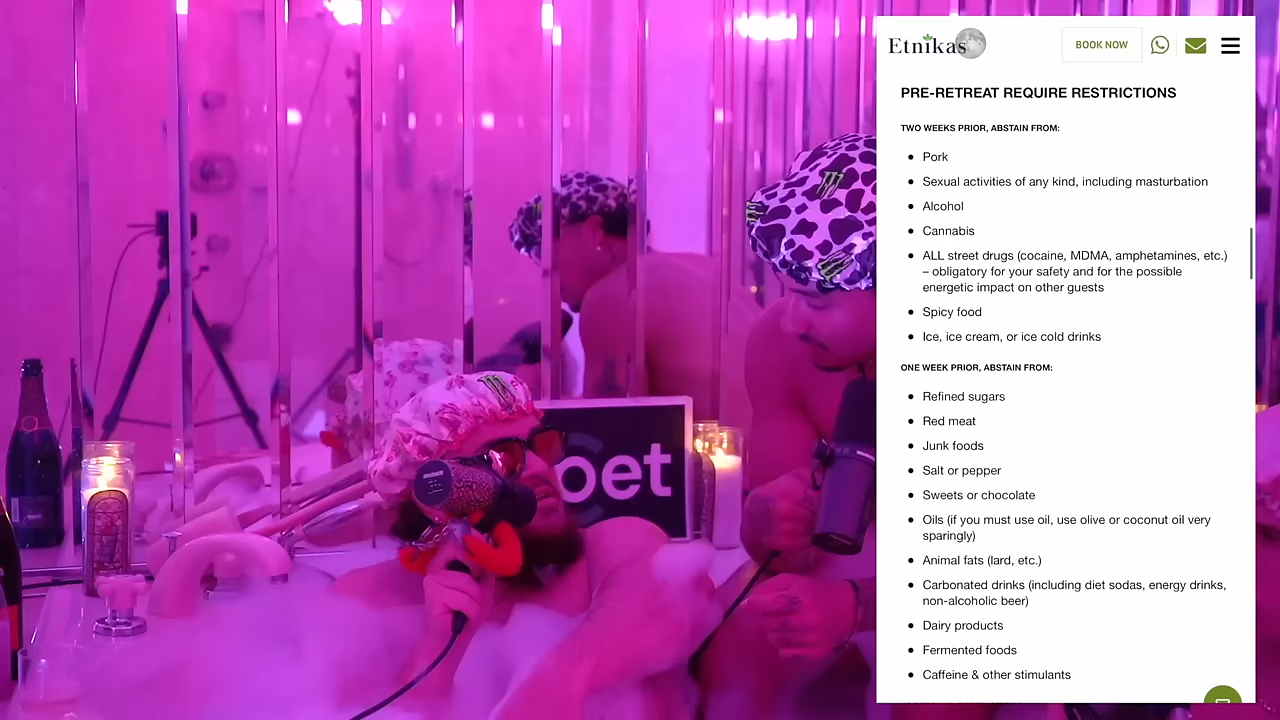 Etnikas
BOOK NOW
PRE-RETREAT REQUIRE RESTRICTIONS
TWO WEEKS PRIOR, ABSTAIN FROM:
Pork
Sexual activities of any kind, including masturbation
Alcohol
Cannabis
ALL street drugs (cocaine, MDMA, amphetamines, etc.)
– obligatory for your safety and for the possible
energetic impact on other guests
Spicy food
Ice, ice cream, or ice cold drinks
ONE WEEK PRIOR, ABSTAIN FROM:
Refined sugars
Red meat
Junk foods
Salt or pepper
Sweets or chocolate
Oils (if you must use oil, use olive or coconut oil very
sparingly)
Animal fats (lard, etc.)
Carbonated drinks (including diet sodas, energy drinks,
non-alcoholic beer)
Dairy products
Fermented foods
Caffeine & other stimulants
oet